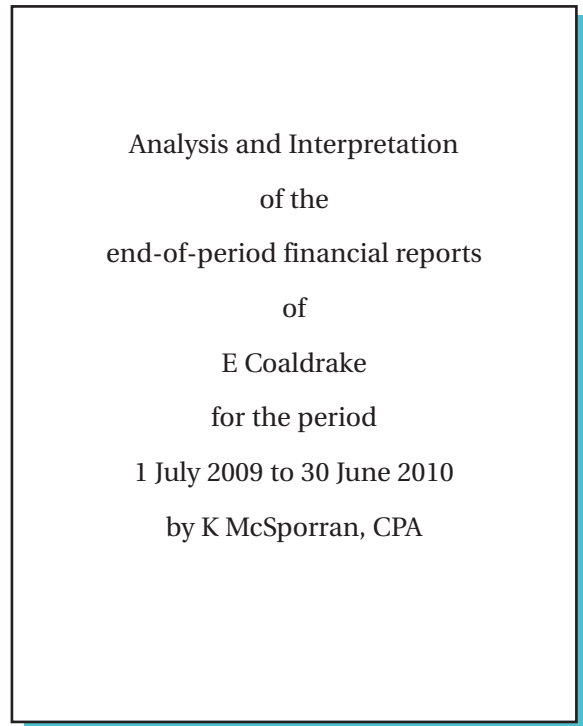 Analysis and Interpretation
of the
end-of-period financial reports
of
E Coaldrake
for the period
1 July 2009 to 30 June 2010
by K McSporran, CPA